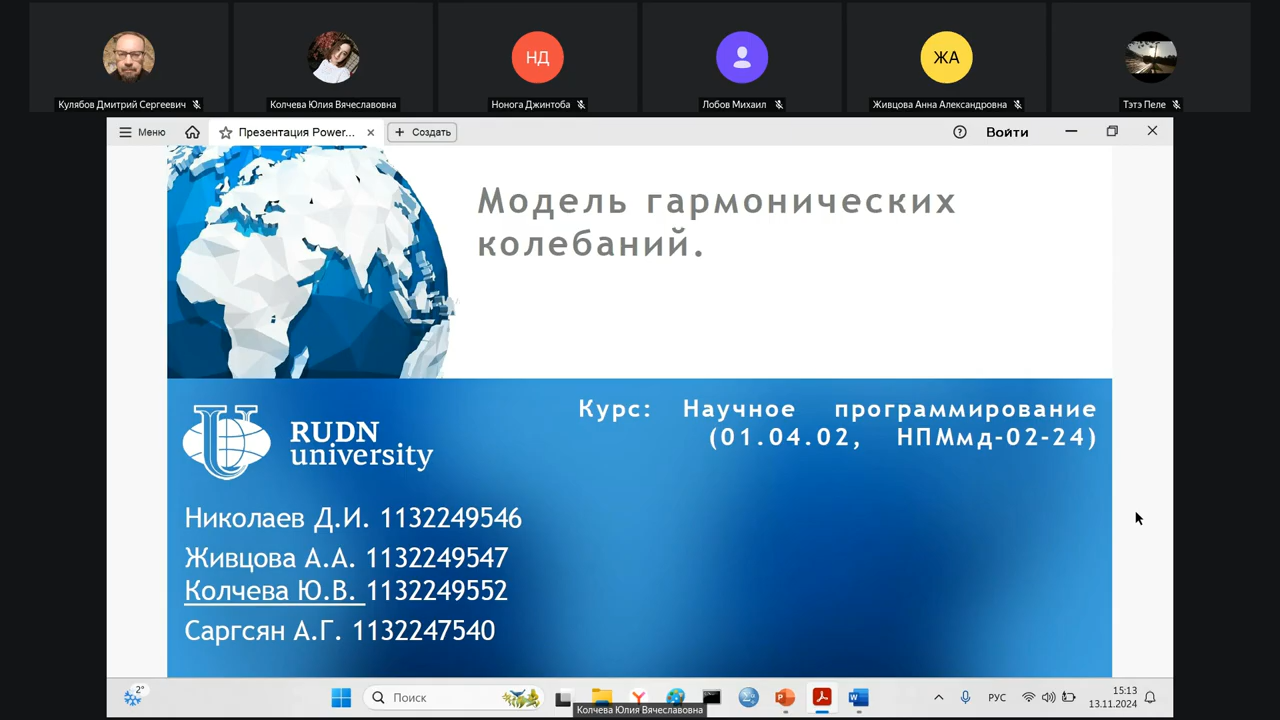 НД
ЖА
Кулябов Дмитрий Сергеевич
Колчева Юлия Вячеславовна
Нонога Джинтоба
Лобов Михаил
Живцова Анна Александровна
Тэтэ Пеле
Меню
Презентация Power...
Создать
Войти
Модель гармонических
колебаний.
RUDN
university
Курс: Научное программирование
(01.04.02, НПМмд-02-24)
Николаев Д.И. 1132249546
Живцова А.А. 1132249547
Колчева Ю.В. 1132249552
Саргсян А.Г. 1132247540
2°
Поиск
РУС
15:13
13.11.2024
Колчева Юлия Вячеславовна